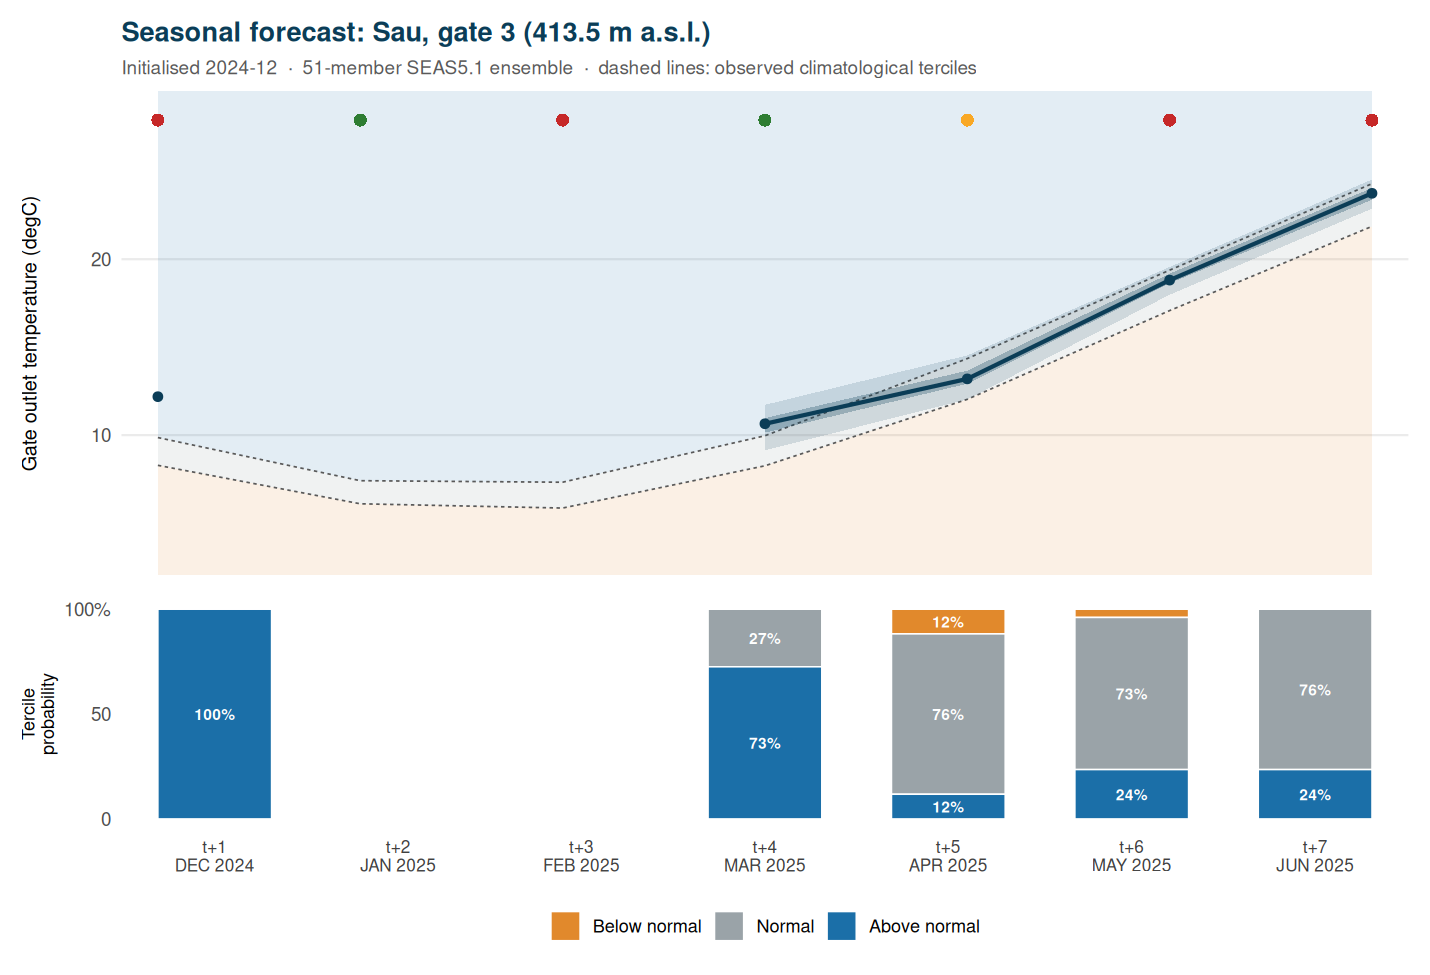 Seasonal forecast: Sau, gate 3 (413.5 m a.s.l.)
Initialised 2024-12 · 51-member SEAS5.1 ensemble · dashed lines: observed climatological terciles
Gate outlet temperature (degC)
20
10
Tercile
probability
100%
50
0
100%
27%
73%
12%
76%
12%
73%
24%
76%
24%
t+1
DEC 2024
t+2
JAN 2025
t+3
FEB 2025
t+4
MAR 2025
t+5
APR 2025
t+6
MAY 2025
t+7
JUN 2025
Below normal
Normal
Above normal